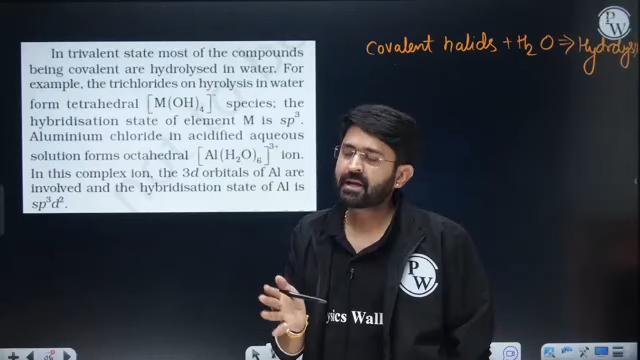 In trivalent state most of the compounds
being covalent are hydrolysed in water. For
example, the trichlorides on hyrolysis in water
form tetrahedral [M(OH)₄]⁻ species; the
hybridisation state of element M is sp³.
Aluminium chloride in acidified aqueous
solution forms octahedral [Al(H₂O)₆]³⁺ ion.
In this complex ion, the 3d orbitals of Al are
involved and the hybridisation state of Al is
sp³d².
covalent halids + H₂O ⇒ Hydrolys
P
W
P
W
ysics Wall